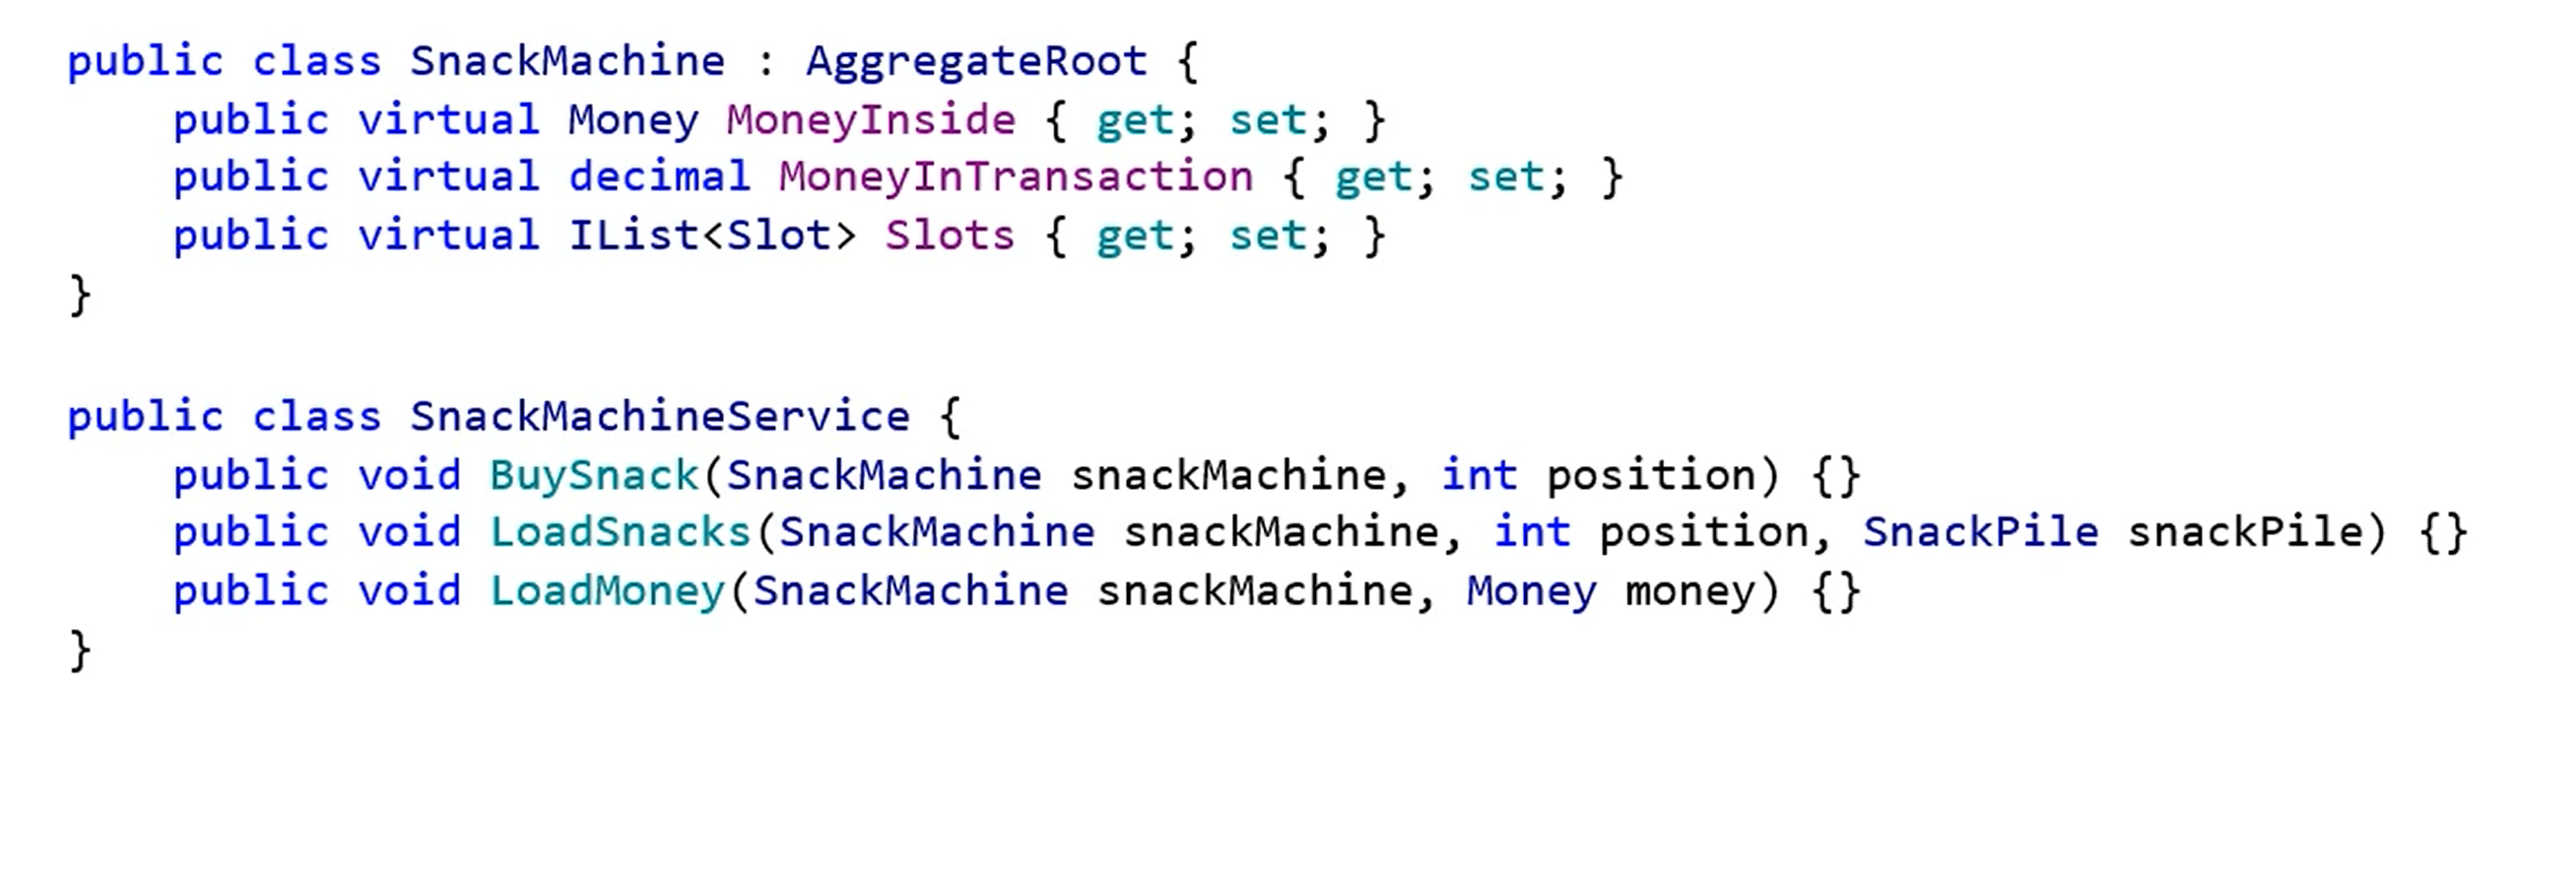 public class SnackMachine : AggregateRoot {
    public virtual Money MoneyInside { get; set; }
    public virtual decimal MoneyInTransaction { get; set; }
    public virtual IList<Slot> Slots { get; set; }
}
public class SnackMachineService {
    public void BuySnack(SnackMachine snackMachine, int position) {}
    public void LoadSnacks(SnackMachine snackMachine, int position, SnackPile snackPile) {}
    public void LoadMoney(SnackMachine snackMachine, Money money) {}
}